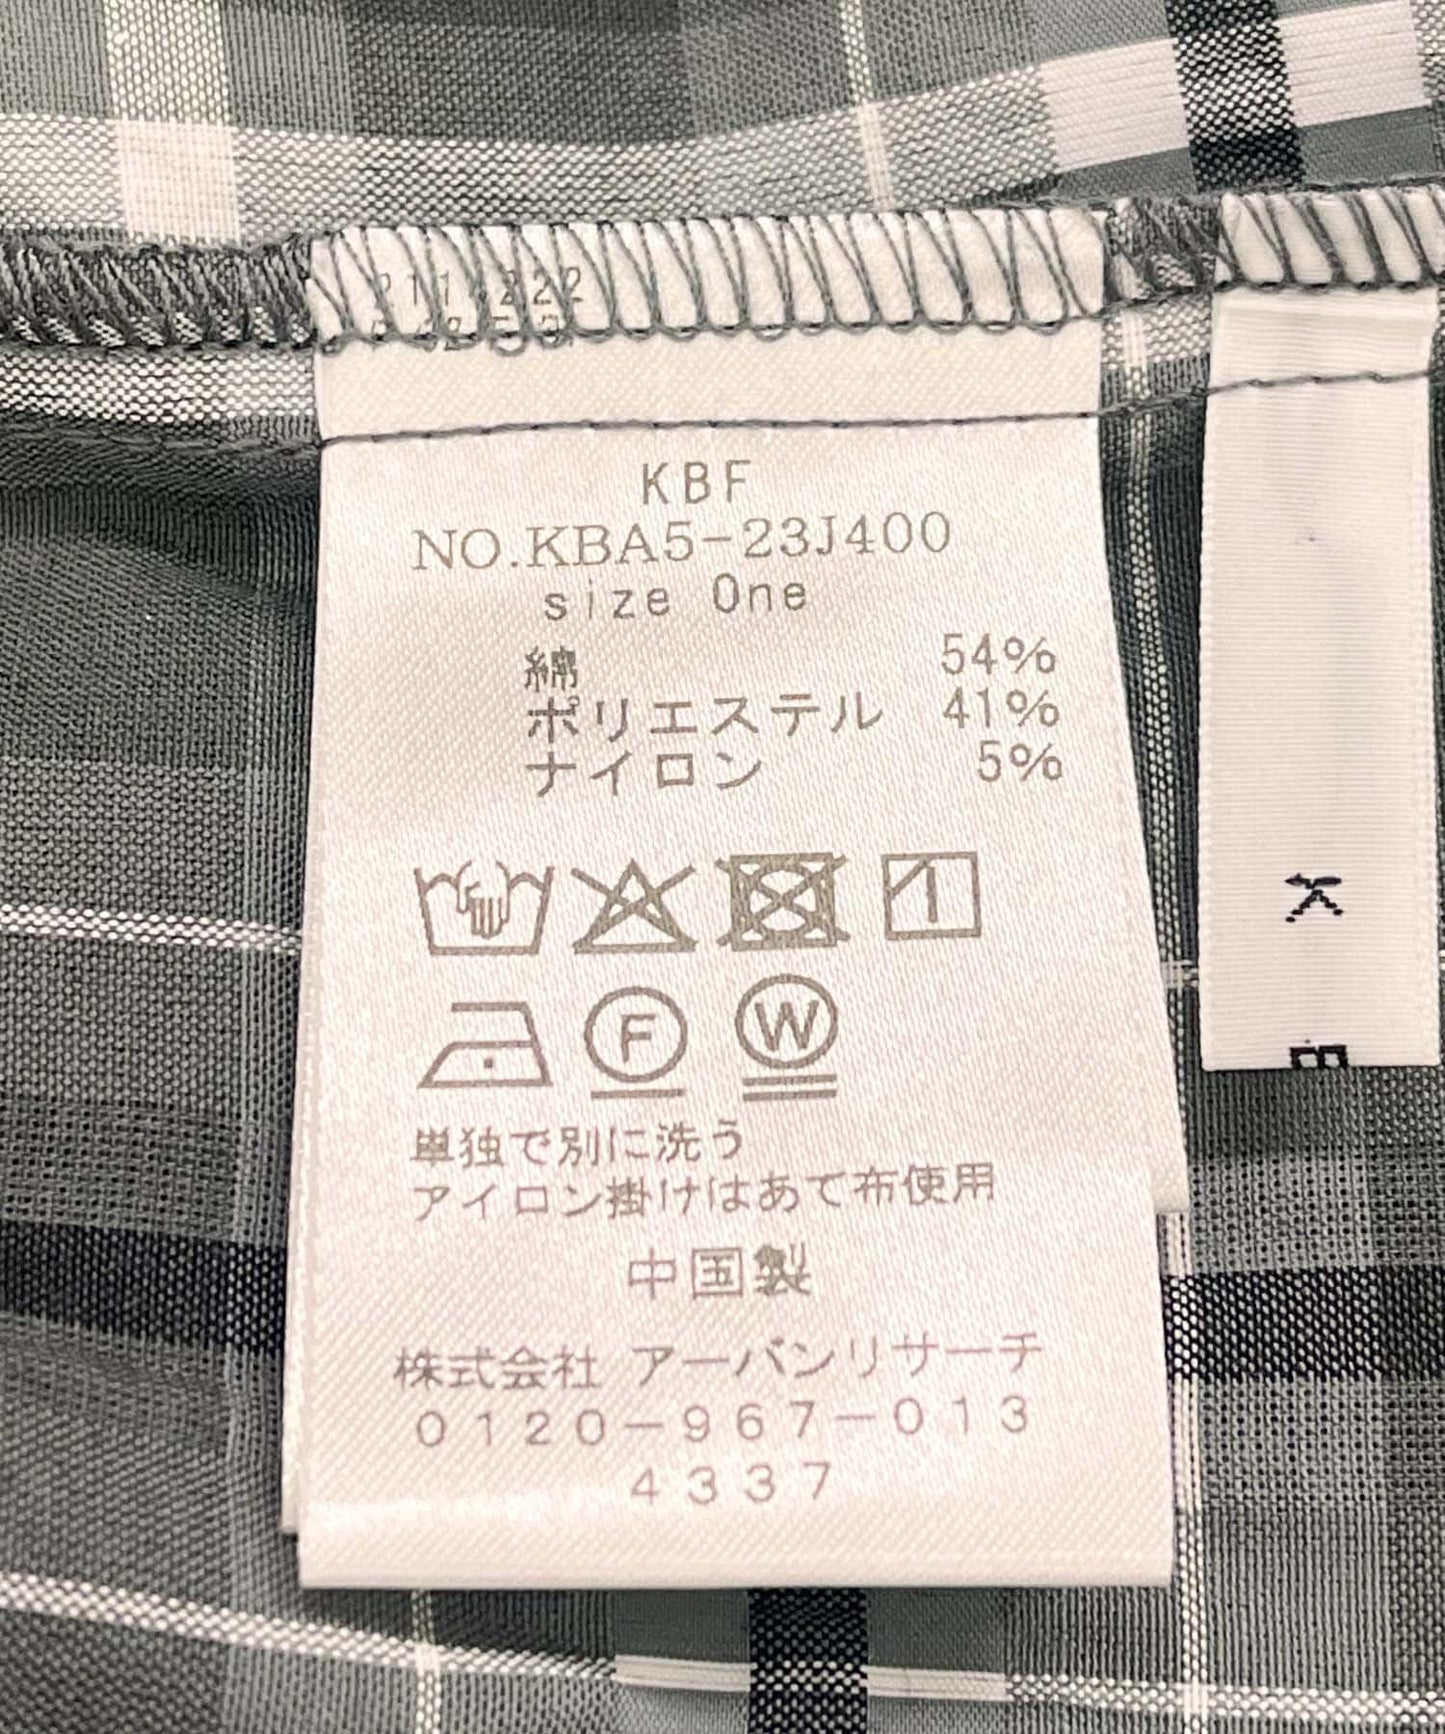 KBF
NO.KBA5-23J400
size One
綿 54%
ポリエステル 41%
ナイロン 5%
1
F W
単独で別に洗う
アイロン掛けはあて布使用
中国製
株式会社 アーバンリサーチ
0120-967-013
4337
K
B